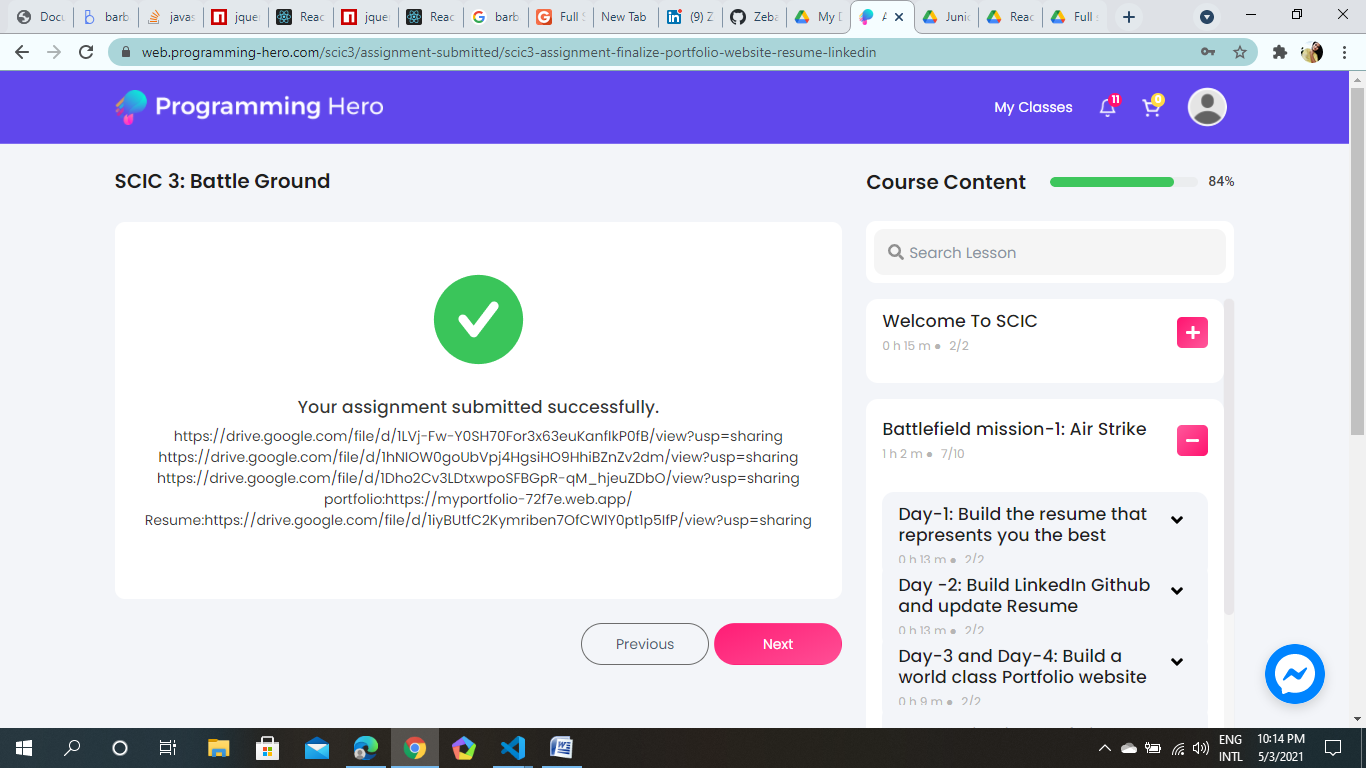 Docu
barb
javas
jquer
Reac
jquer
Reac
barb
Full S
New Tab
(9) Z
Zeba
My D
A
Junio
Reac
Full s
web.programming-hero.com/scic3/assignment-submitted/scic3-assignment-finalize-portfolio-website-resume-linkedin
Programming Hero
My Classes
11
0
SCIC 3: Battle Ground
Course Content
84%
Search Lesson
Your assignment submitted successfully.
https://drive.google.com/file/d/1LVj-Fw-Y0SH70For3x63euKanfIkP0fB/view?usp=sharing
https://drive.google.com/file/d/1hNIOW0goUbVpj4HgsiHO9HhiBZnZv2dm/view?usp=sharing
https://drive.google.com/file/d/1Dho2Cv3LDtxwpoSFBGpR-qM_hjeuZDbO/view?usp=sharing
portfolio:https://myportfolio-72f7e.web.app/
Resume:https://drive.google.com/file/d/1iyBUtfC2Kymriben7OfCWlY0pt1p5IfP/view?usp=sharing
Previous
Next
Welcome To SCIC
0 h 15 m ● 2/2
Battlefield mission-1: Air Strike
1 h 2 m ● 7/10
Day-1: Build the resume that
represents you the best
0 h 13 m ● 2/2
Day -2: Build LinkedIn Github
and update Resume
0 h 13 m ● 2/2
Day-3 and Day-4: Build a
world class Portfolio website
0 h 9 m ● 2/2
ENG
INTL
10:14 PM
5/3/2021